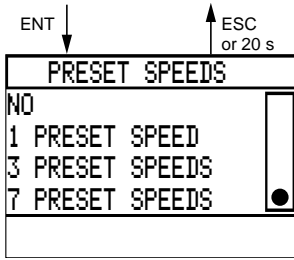 ENT
ESC
or 20 s
PRESET SPEEDS
NO
1 PRESET SPEED
3 PRESET SPEEDS
7 PRESET SPEEDS